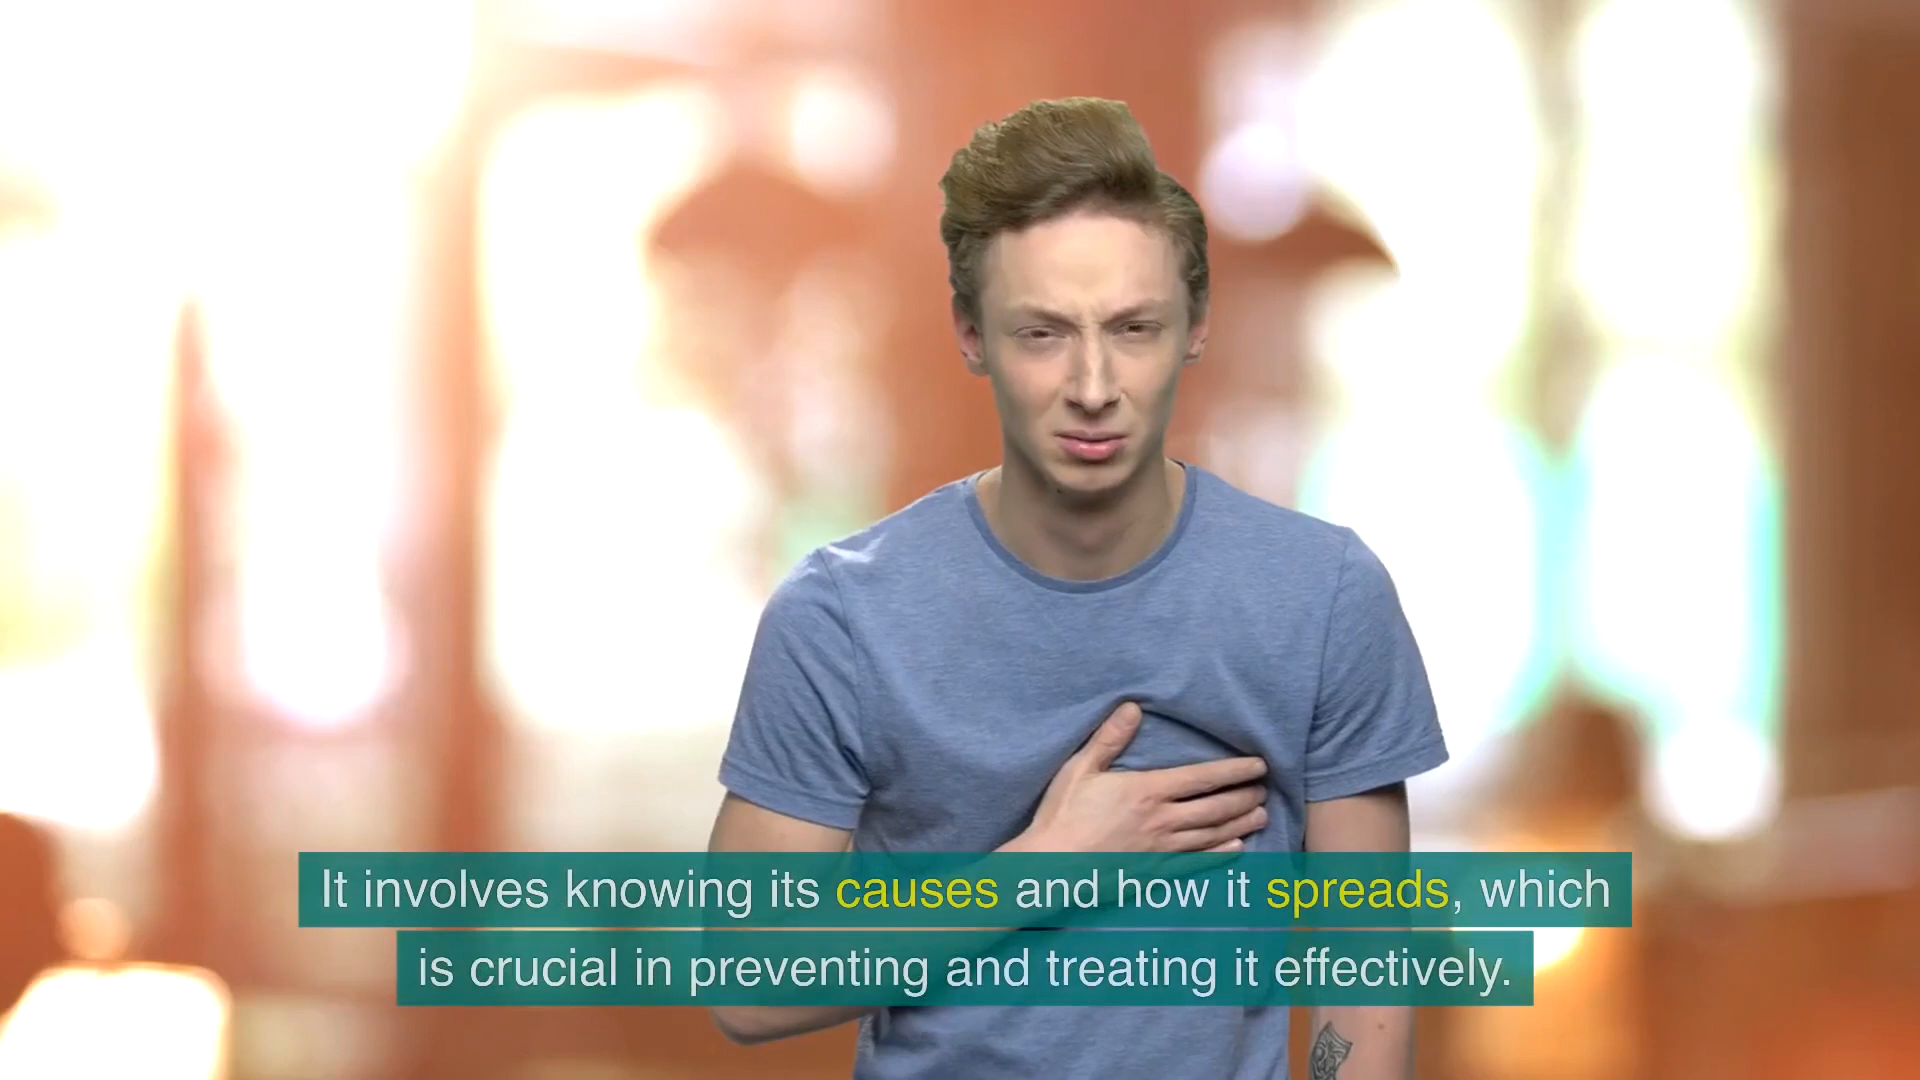 It involves knowing its causes and how it spreads, which
is crucial in preventing and treating it effectively.